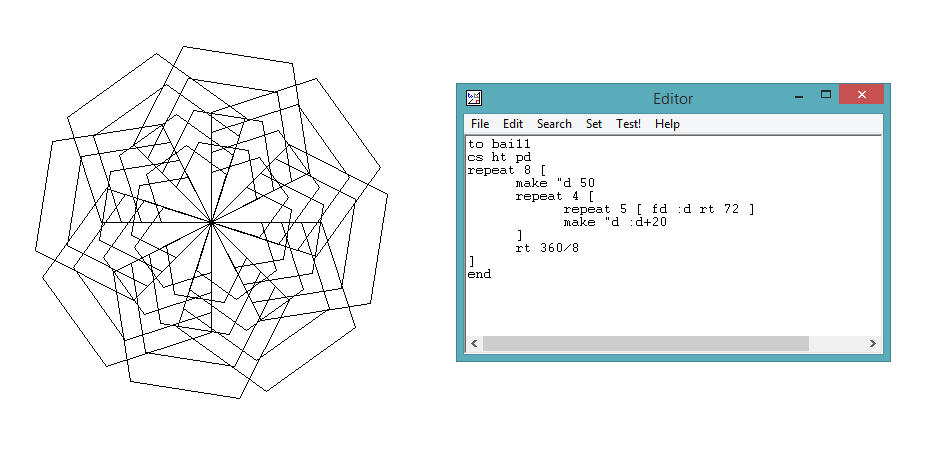 Editor
File Edit Search Set Test! Help
to bai11
cs ht pd
repeat 8 [
make "d 50
repeat 4 [
repeat 5 [ fd :d rt 72 ]
make "d :d+20
]
rt 360/8
]
end